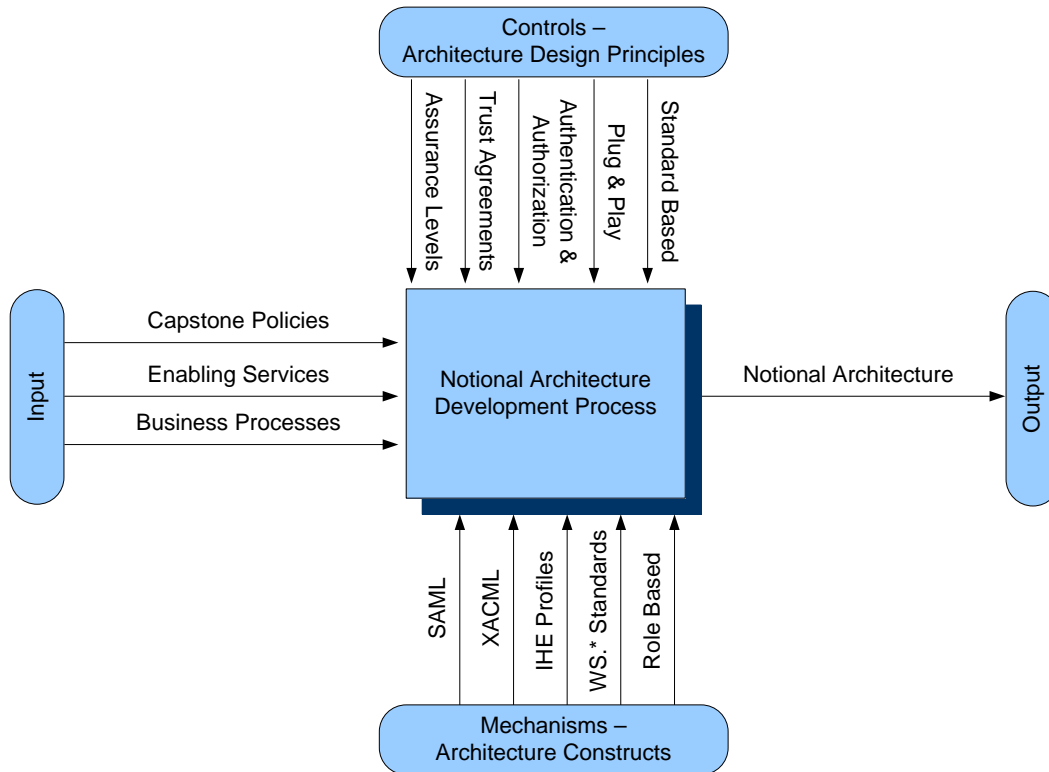 Controls –
Architecture Design Principles
Assurance Levels
Trust Agreements
Authentication &
Authorization
Plug & Play
Standard Based
Input
Capstone Policies
Enabling Services
Business Processes
Notional Architecture
Development Process
Notional Architecture
Output
SAML
XACML
IHE Profiles
WS.* Standards
Role Based
Mechanisms –
Architecture Constructs